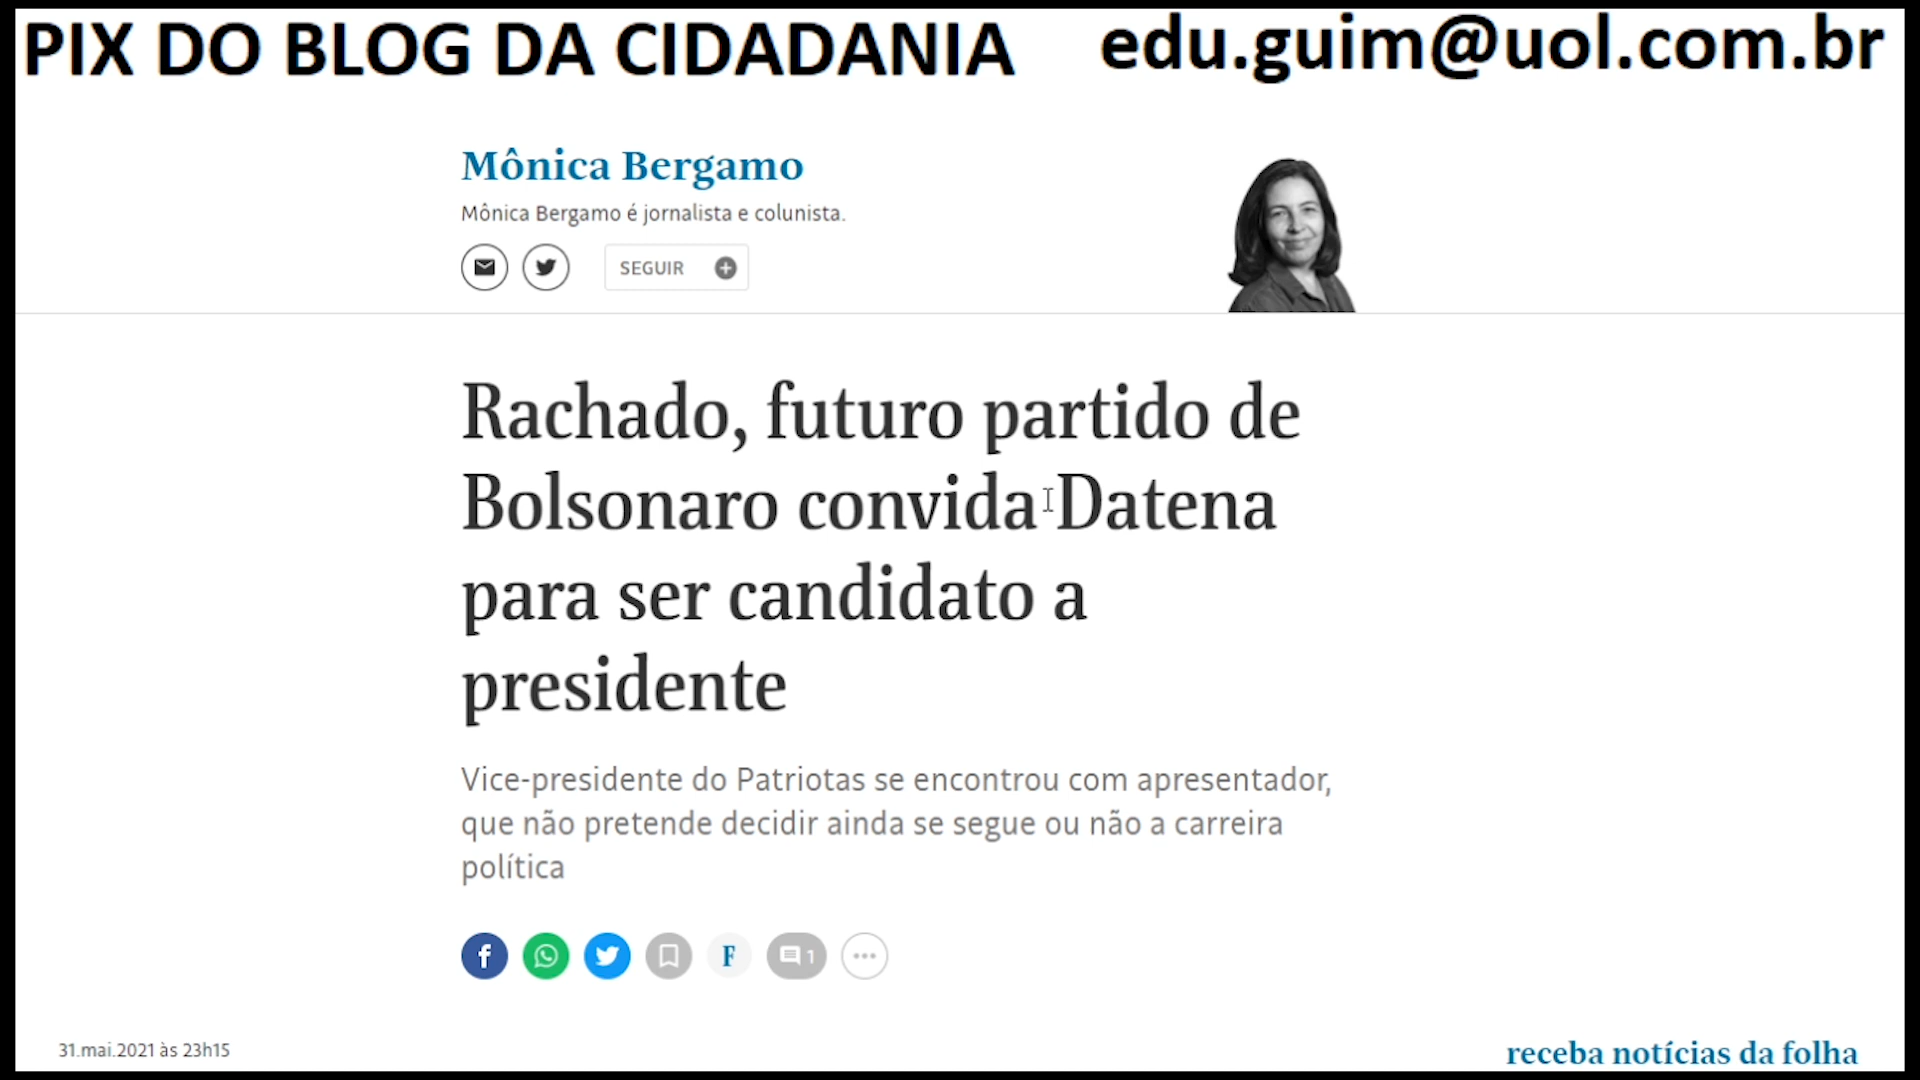 PIX DO BLOG DA CIDADANIA edu.guim@uol.com.br
Mônica Bergamo
Mônica Bergamo é jornalista e colunista.
SEGUIR
Rachado, futuro partido de
Bolsonaro convida Datena
para ser candidato a
presidente
Vice-presidente do Patriotas se encontrou com apresentador,
que não pretende decidir ainda se segue ou não a carreira
política
f F 1
31.mai.2021 às 23h15
receba notícias da folha